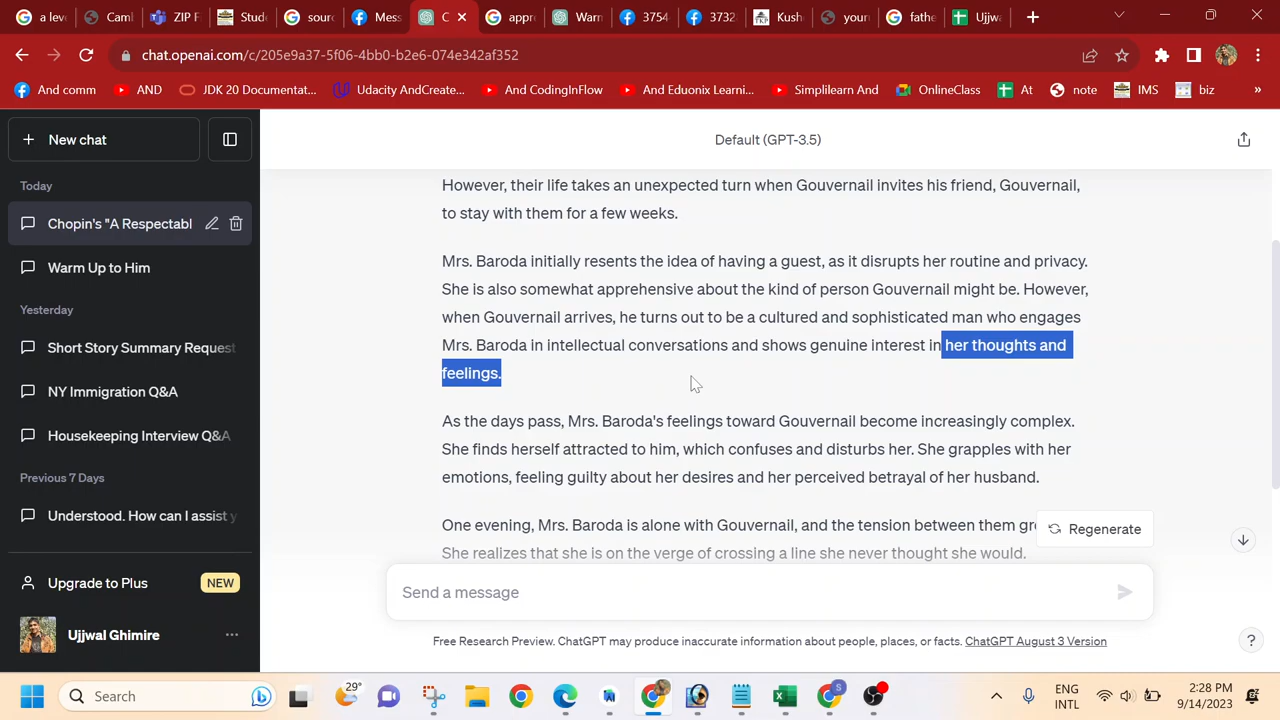 a leve
Camb
ZIP F
Stude
sourc
Mess
C
appro
Warn
3754
3732
TKP
Kush
your
fathe
Ujjwa
chat.openai.com/c/205e9a37-5f06-4bb0-b2e6-074e342af352
And comm
AND
JDK 20 Documentat...
Udacity AndCreate...
And CodingInFlow
And Eduonix Learni...
Simplilearn And
OnlineClass
At
note
IMS
biz
»
New chat
Default (GPT-3.5)
Today
Chopin's "A Respectabl
Warm Up to Him
Yesterday
Short Story Summary Request
NY Immigration Q&A
Housekeeping Interview Q&A
Previous 7 Days
Understood. How can I assist y
Upgrade to Plus
NEW
Ujjwal Ghimire
However, their life takes an unexpected turn when Gouvernail invites his friend, Gouvernail,
to stay with them for a few weeks.
Mrs. Baroda initially resents the idea of having a guest, as it disrupts her routine and privacy.
She is also somewhat apprehensive about the kind of person Gouvernail might be. However,
when Gouvernail arrives, he turns out to be a cultured and sophisticated man who engages
Mrs. Baroda in intellectual conversations and shows genuine interest in her thoughts and
feelings.
As the days pass, Mrs. Baroda's feelings toward Gouvernail become increasingly complex.
She finds herself attracted to him, which confuses and disturbs her. She grapples with her
emotions, feeling guilty about her desires and her perceived betrayal of her husband.
One evening, Mrs. Baroda is alone with Gouvernail, and the tension between them gr
She realizes that she is on the verge of crossing a line she never thought she would.
Regenerate
Send a message
Free Research Preview. ChatGPT may produce inaccurate information about people, places, or facts. ChatGPT August 3 Version
?
Search
29°
S
ENG
INTL
2:28 PM
9/14/2023